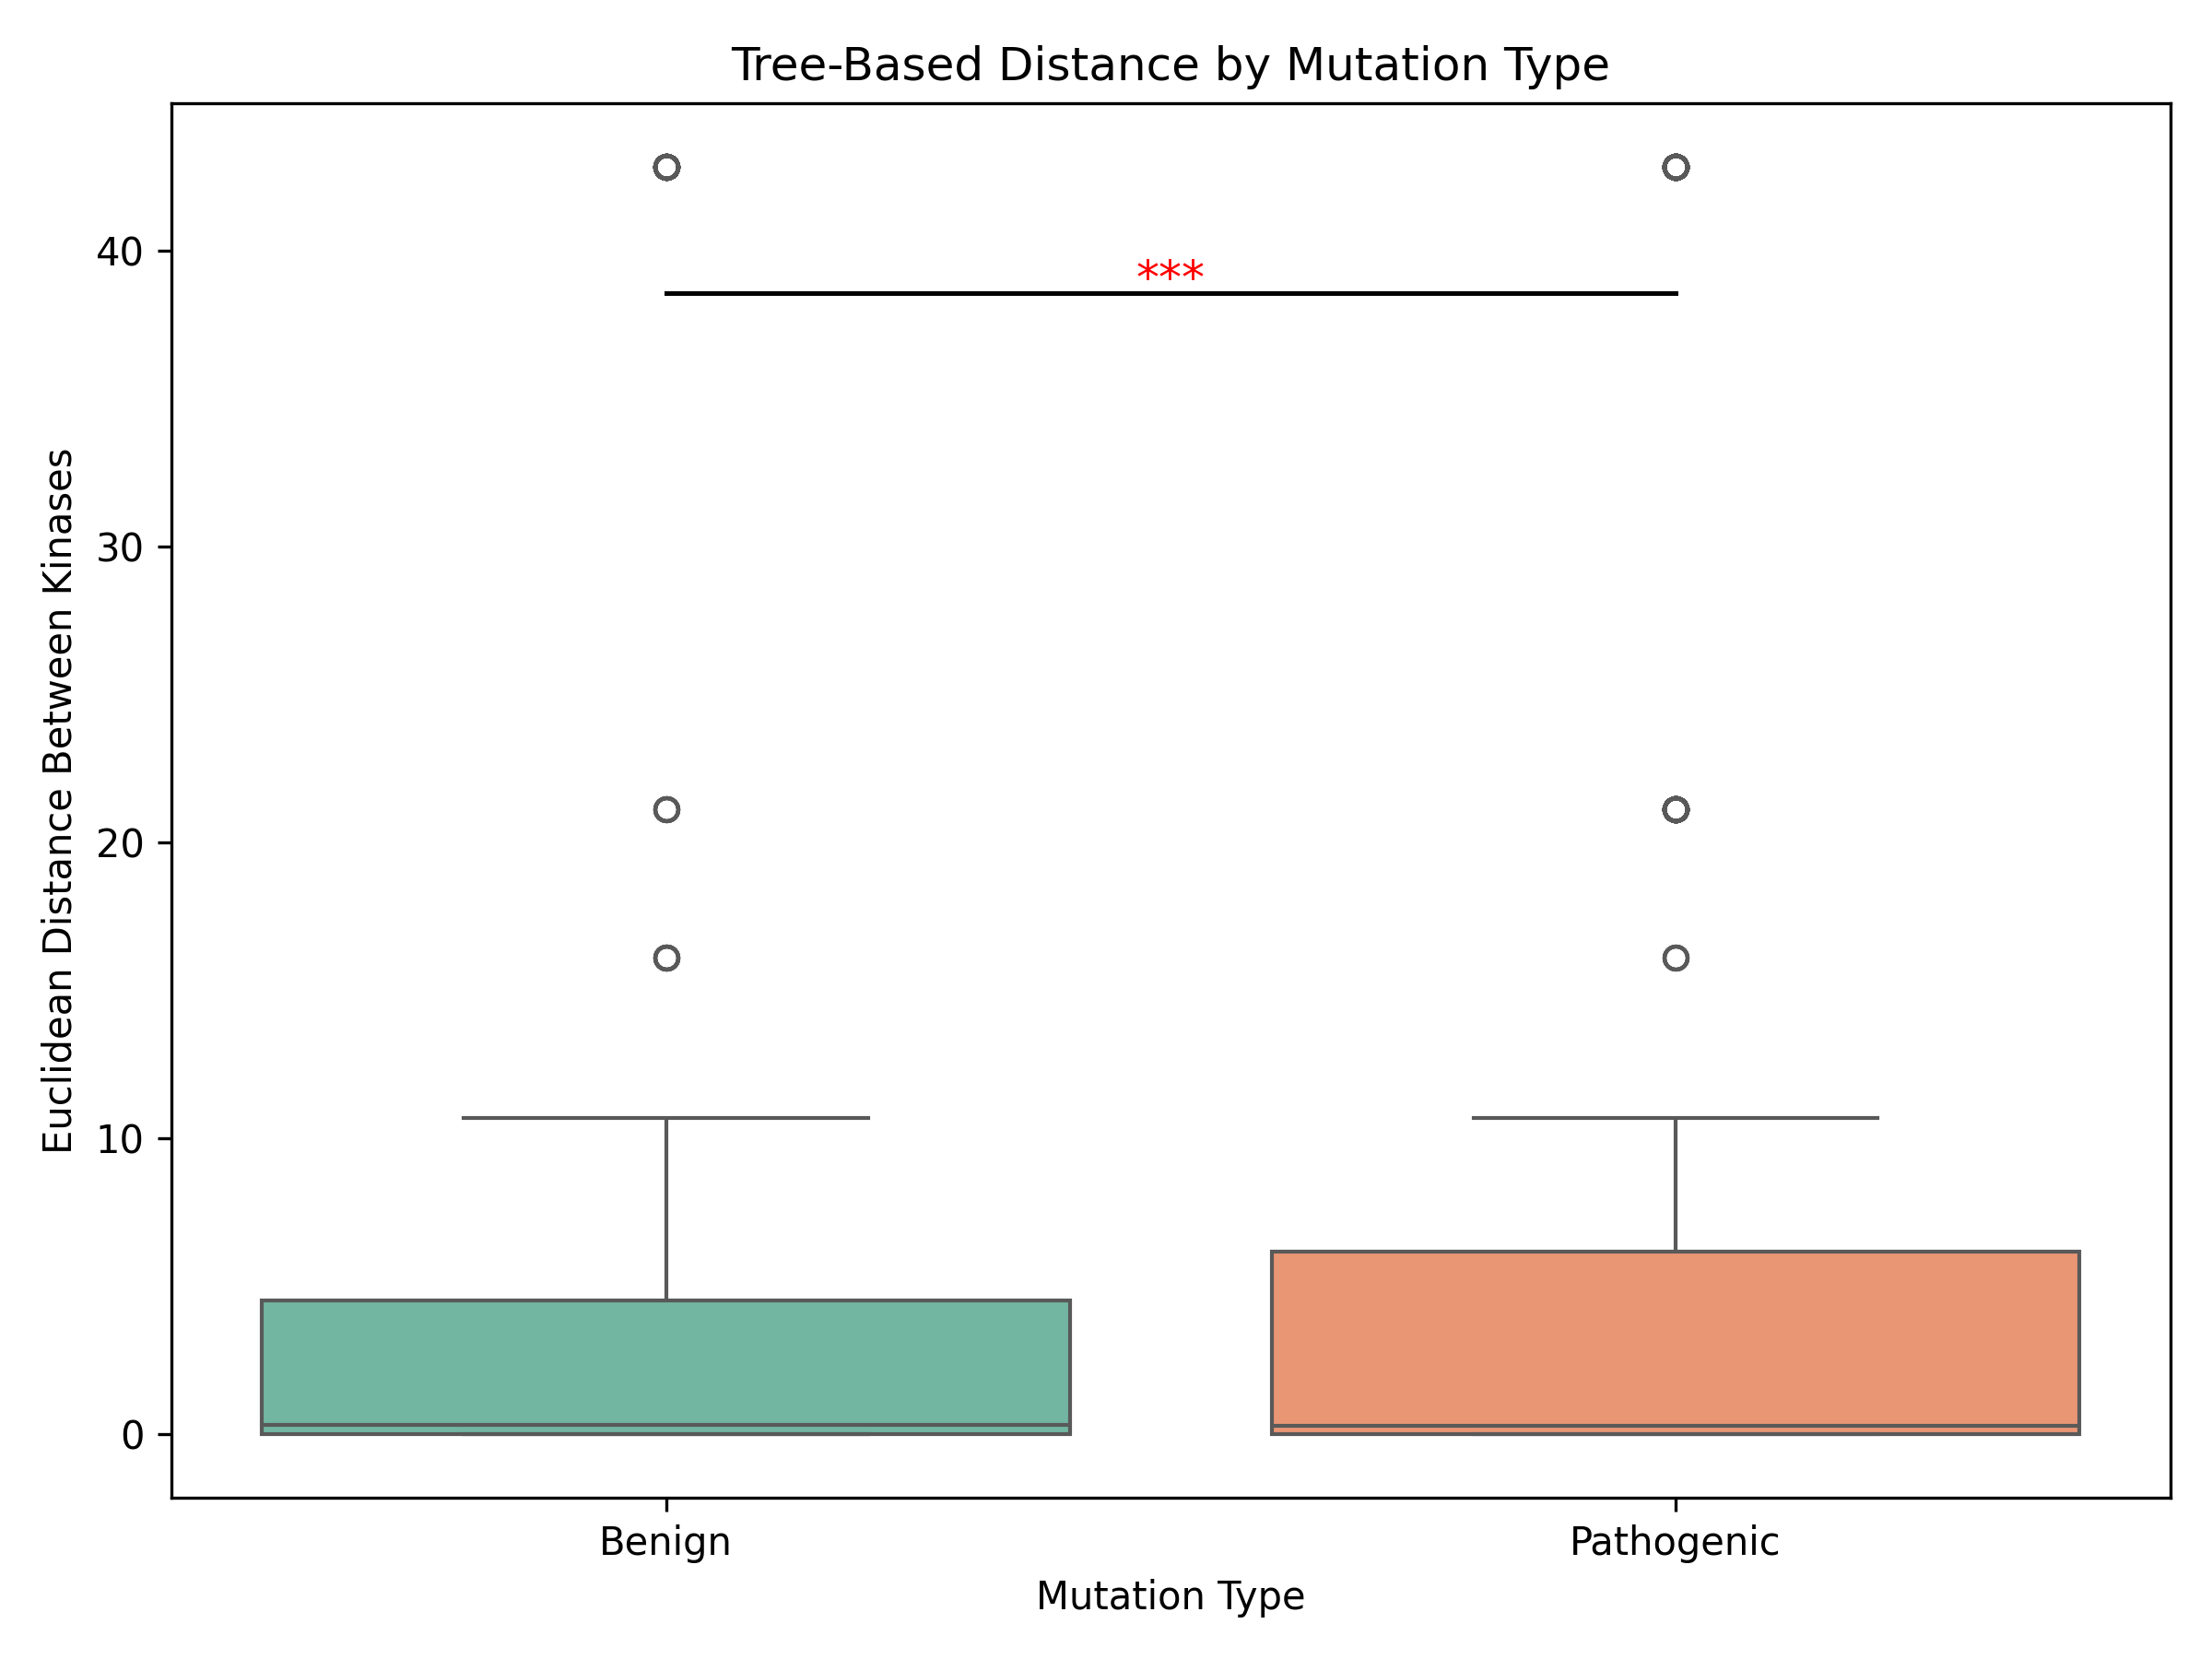 Tree-Based Distance by Mutation Type
Euclidean Distance Between Kinases
40
30
20
10
0
***
Benign
Pathogenic
Mutation Type